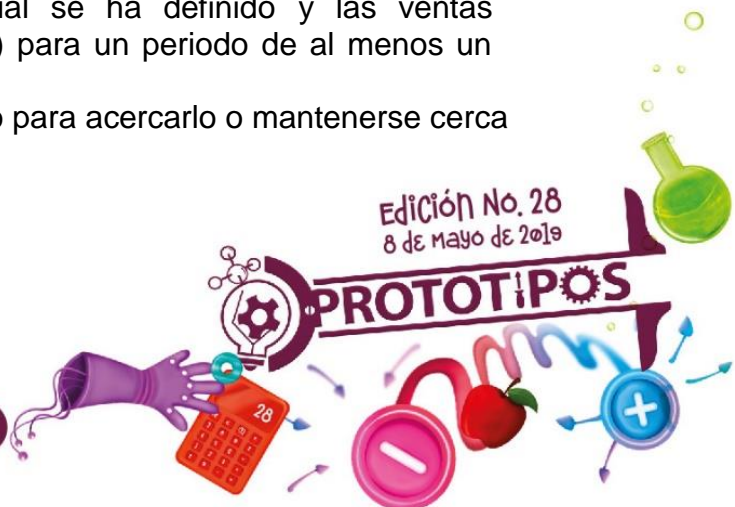 ial se ha definido y las ventas
) para un periodo de al menos un
o para acercarlo o mantenerse cerca
Edición No. 28
8 de Mayo de 2019
PROTOTiPOS
28